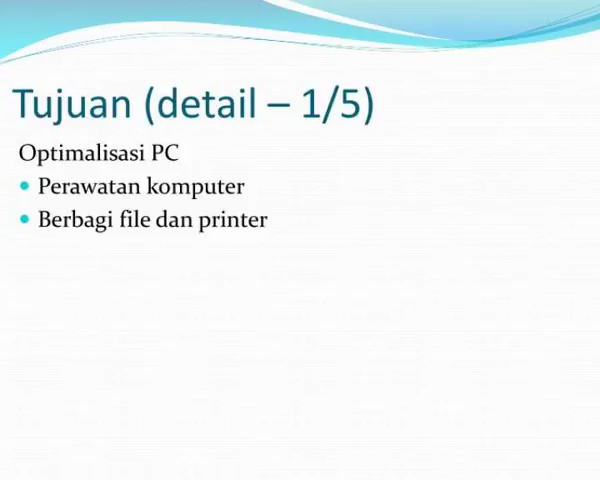 Tujuan (detail – 1/5)
Optimalisasi PC
• Perawatan komputer
• Berbagi file dan printer